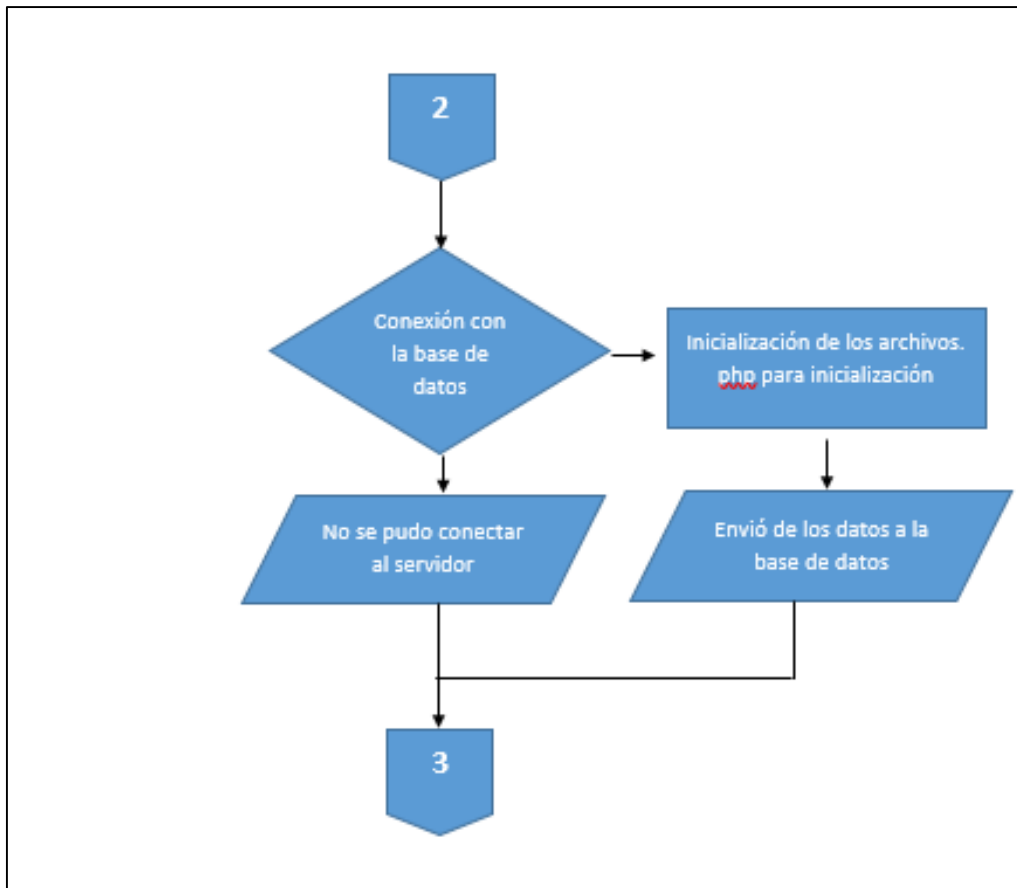 2
Conexión con
la base de
datos
Inicialización de los archivos.
php para inicialización
No se pudo conectar
al servidor
Envió de los datos a la
base de datos
3